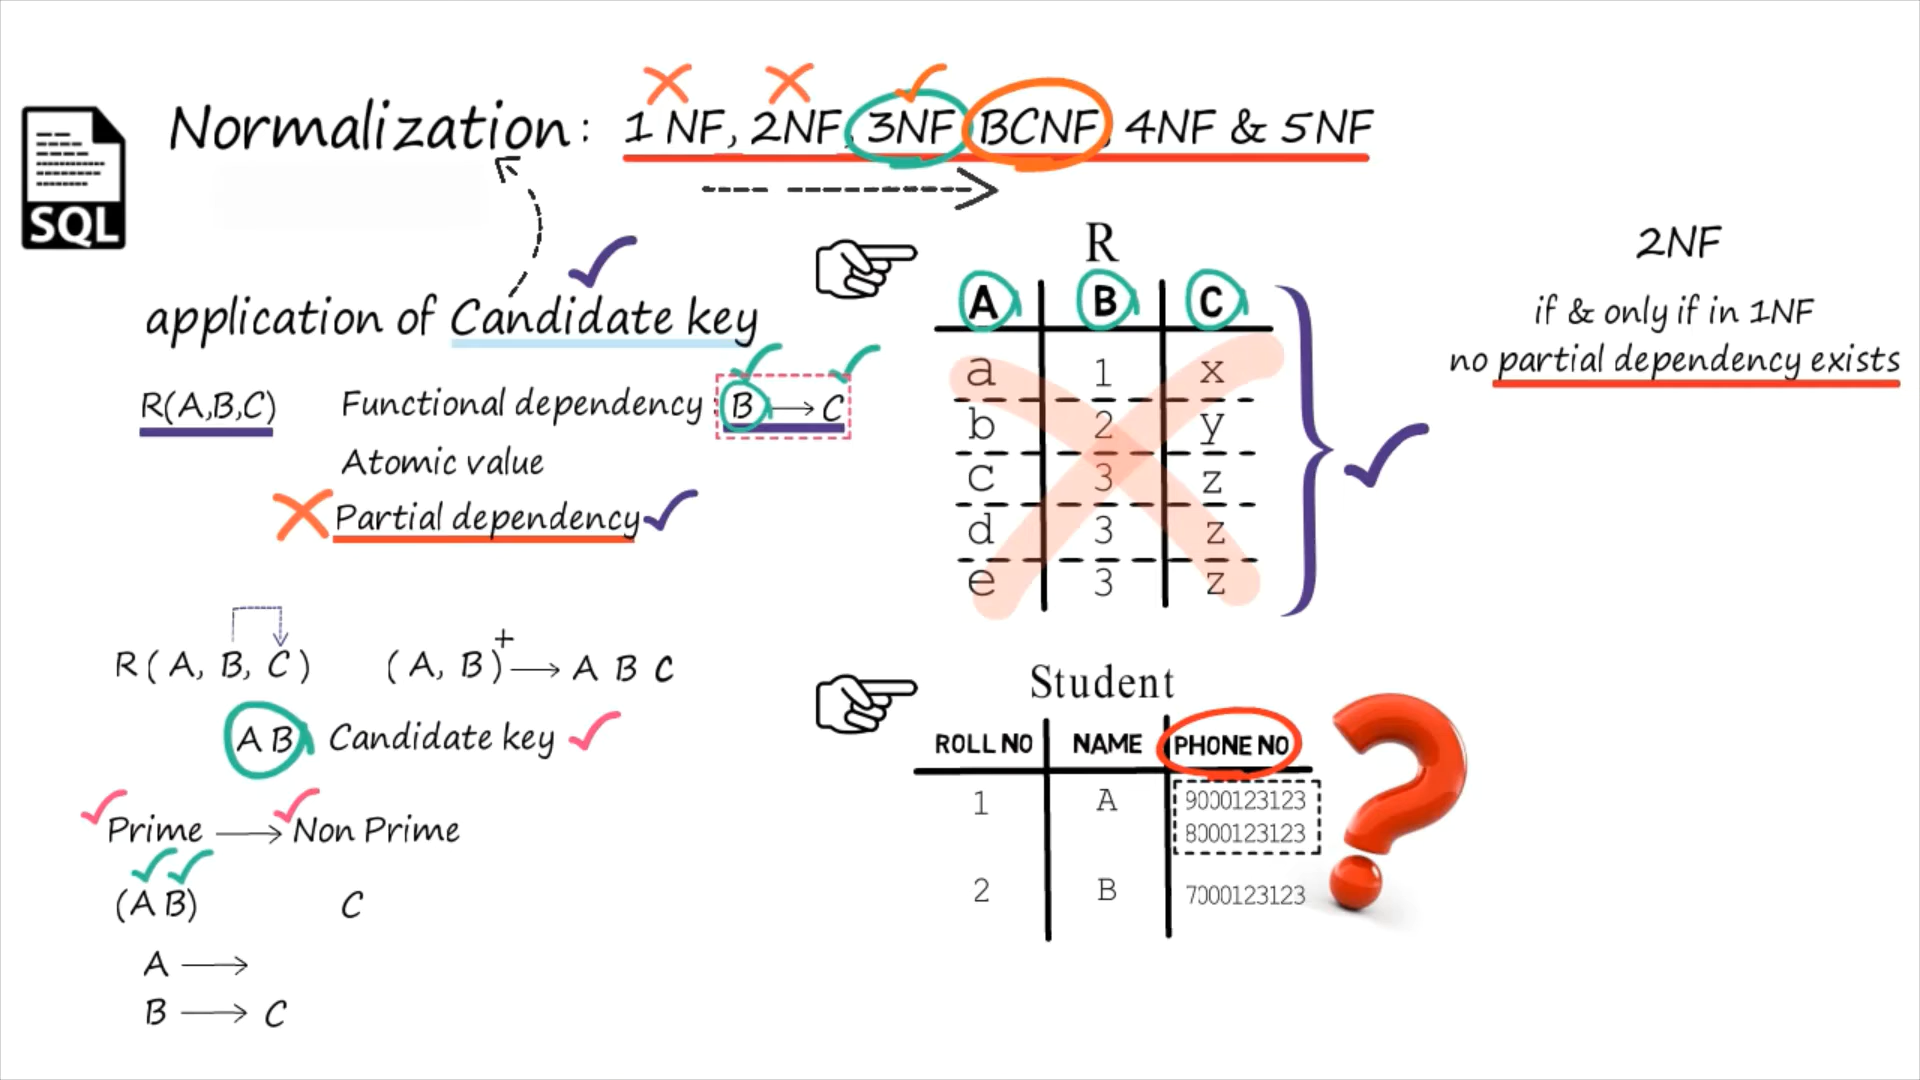 Normalization: 1 NF, 2NF, 3NF BCNF, 4NF & 5NF
SQL
application of Candidate key
R(A,B,C)
Functional dependency : B → C
Atomic value
Partial dependency
R ( A, B, C )
( A, B )+ → A B C
A B Candidate key
Prime → Non Prime
(A B) C
A →
B → C
R
A B C
a 1 x
b 2 y
c 3 z
d 3 z
e 3 z
Student
ROLL NO NAME PHONE NO
1 A 9000123123
8000123123
2 B 7000123123
?
2NF
if & only if in 1NF
no partial dependency exists